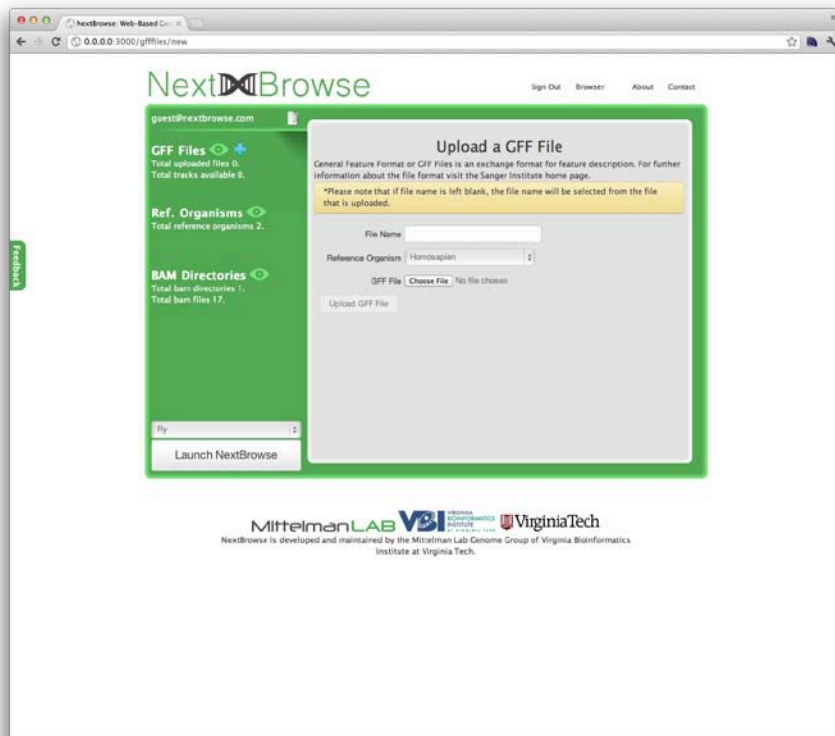 NextBrowse: Web-Based Ge
0.0.0.0:3000/gfffiles/new
NextBrowse
Sign Out Browser About Contact
guest@nextbrowse.com
GFF Files
Total uploaded files 0.
Total tracks available 0.
Ref. Organisms
Total reference organisms 2.
BAM Directories
Total bam directories 1.
Total bam files 17.
Fly
Launch NextBrowse
Feedback
Upload a GFF File
General Feature Format or GFF Files is an exchange format for feature description. For further
information about the file format visit the Sanger Institute home page.
*Please note that if file name is left blank, the file name will be selected from the file
that is uploaded.
File Name
Reference Organism Homosapien
GFF File Choose File No file chosen
Upload GFF File
MittelmanLAB VBI VIRGINIA BIOINFORMATICS INSTITUTE AT VIRGINIA TECH VirginiaTech
NextBrowse is developed and maintained by the Mittelman Lab Genome Group of Virginia Bioinformatics
Institute at Virginia Tech.